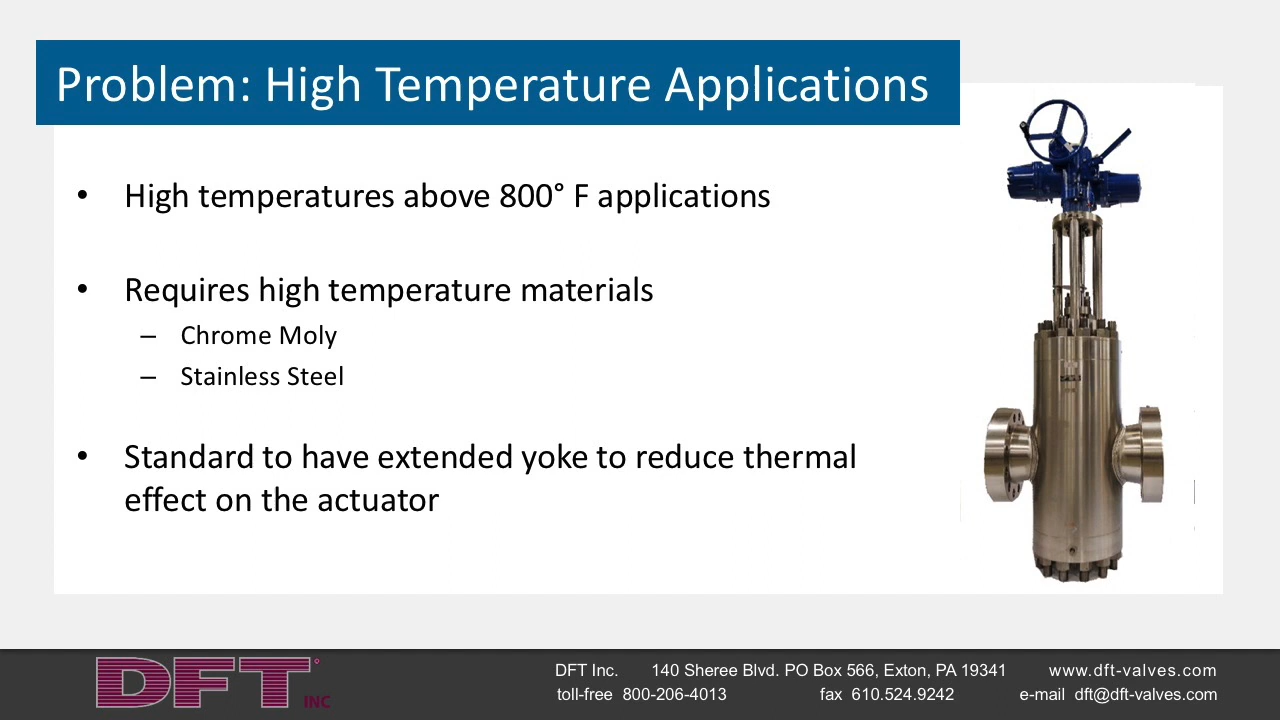 Problem: High Temperature Applications
• High temperatures above 800° F applications
• Requires high temperature materials
– Chrome Moly
– Stainless Steel
• Standard to have extended yoke to reduce thermal
effect on the actuator
DFT INC
DFT Inc. 140 Sheree Blvd. PO Box 566, Exton, PA 19341 www.dft-valves.com
toll-free 800-206-4013 fax 610.524.9242 e-mail dft@dft-valves.com